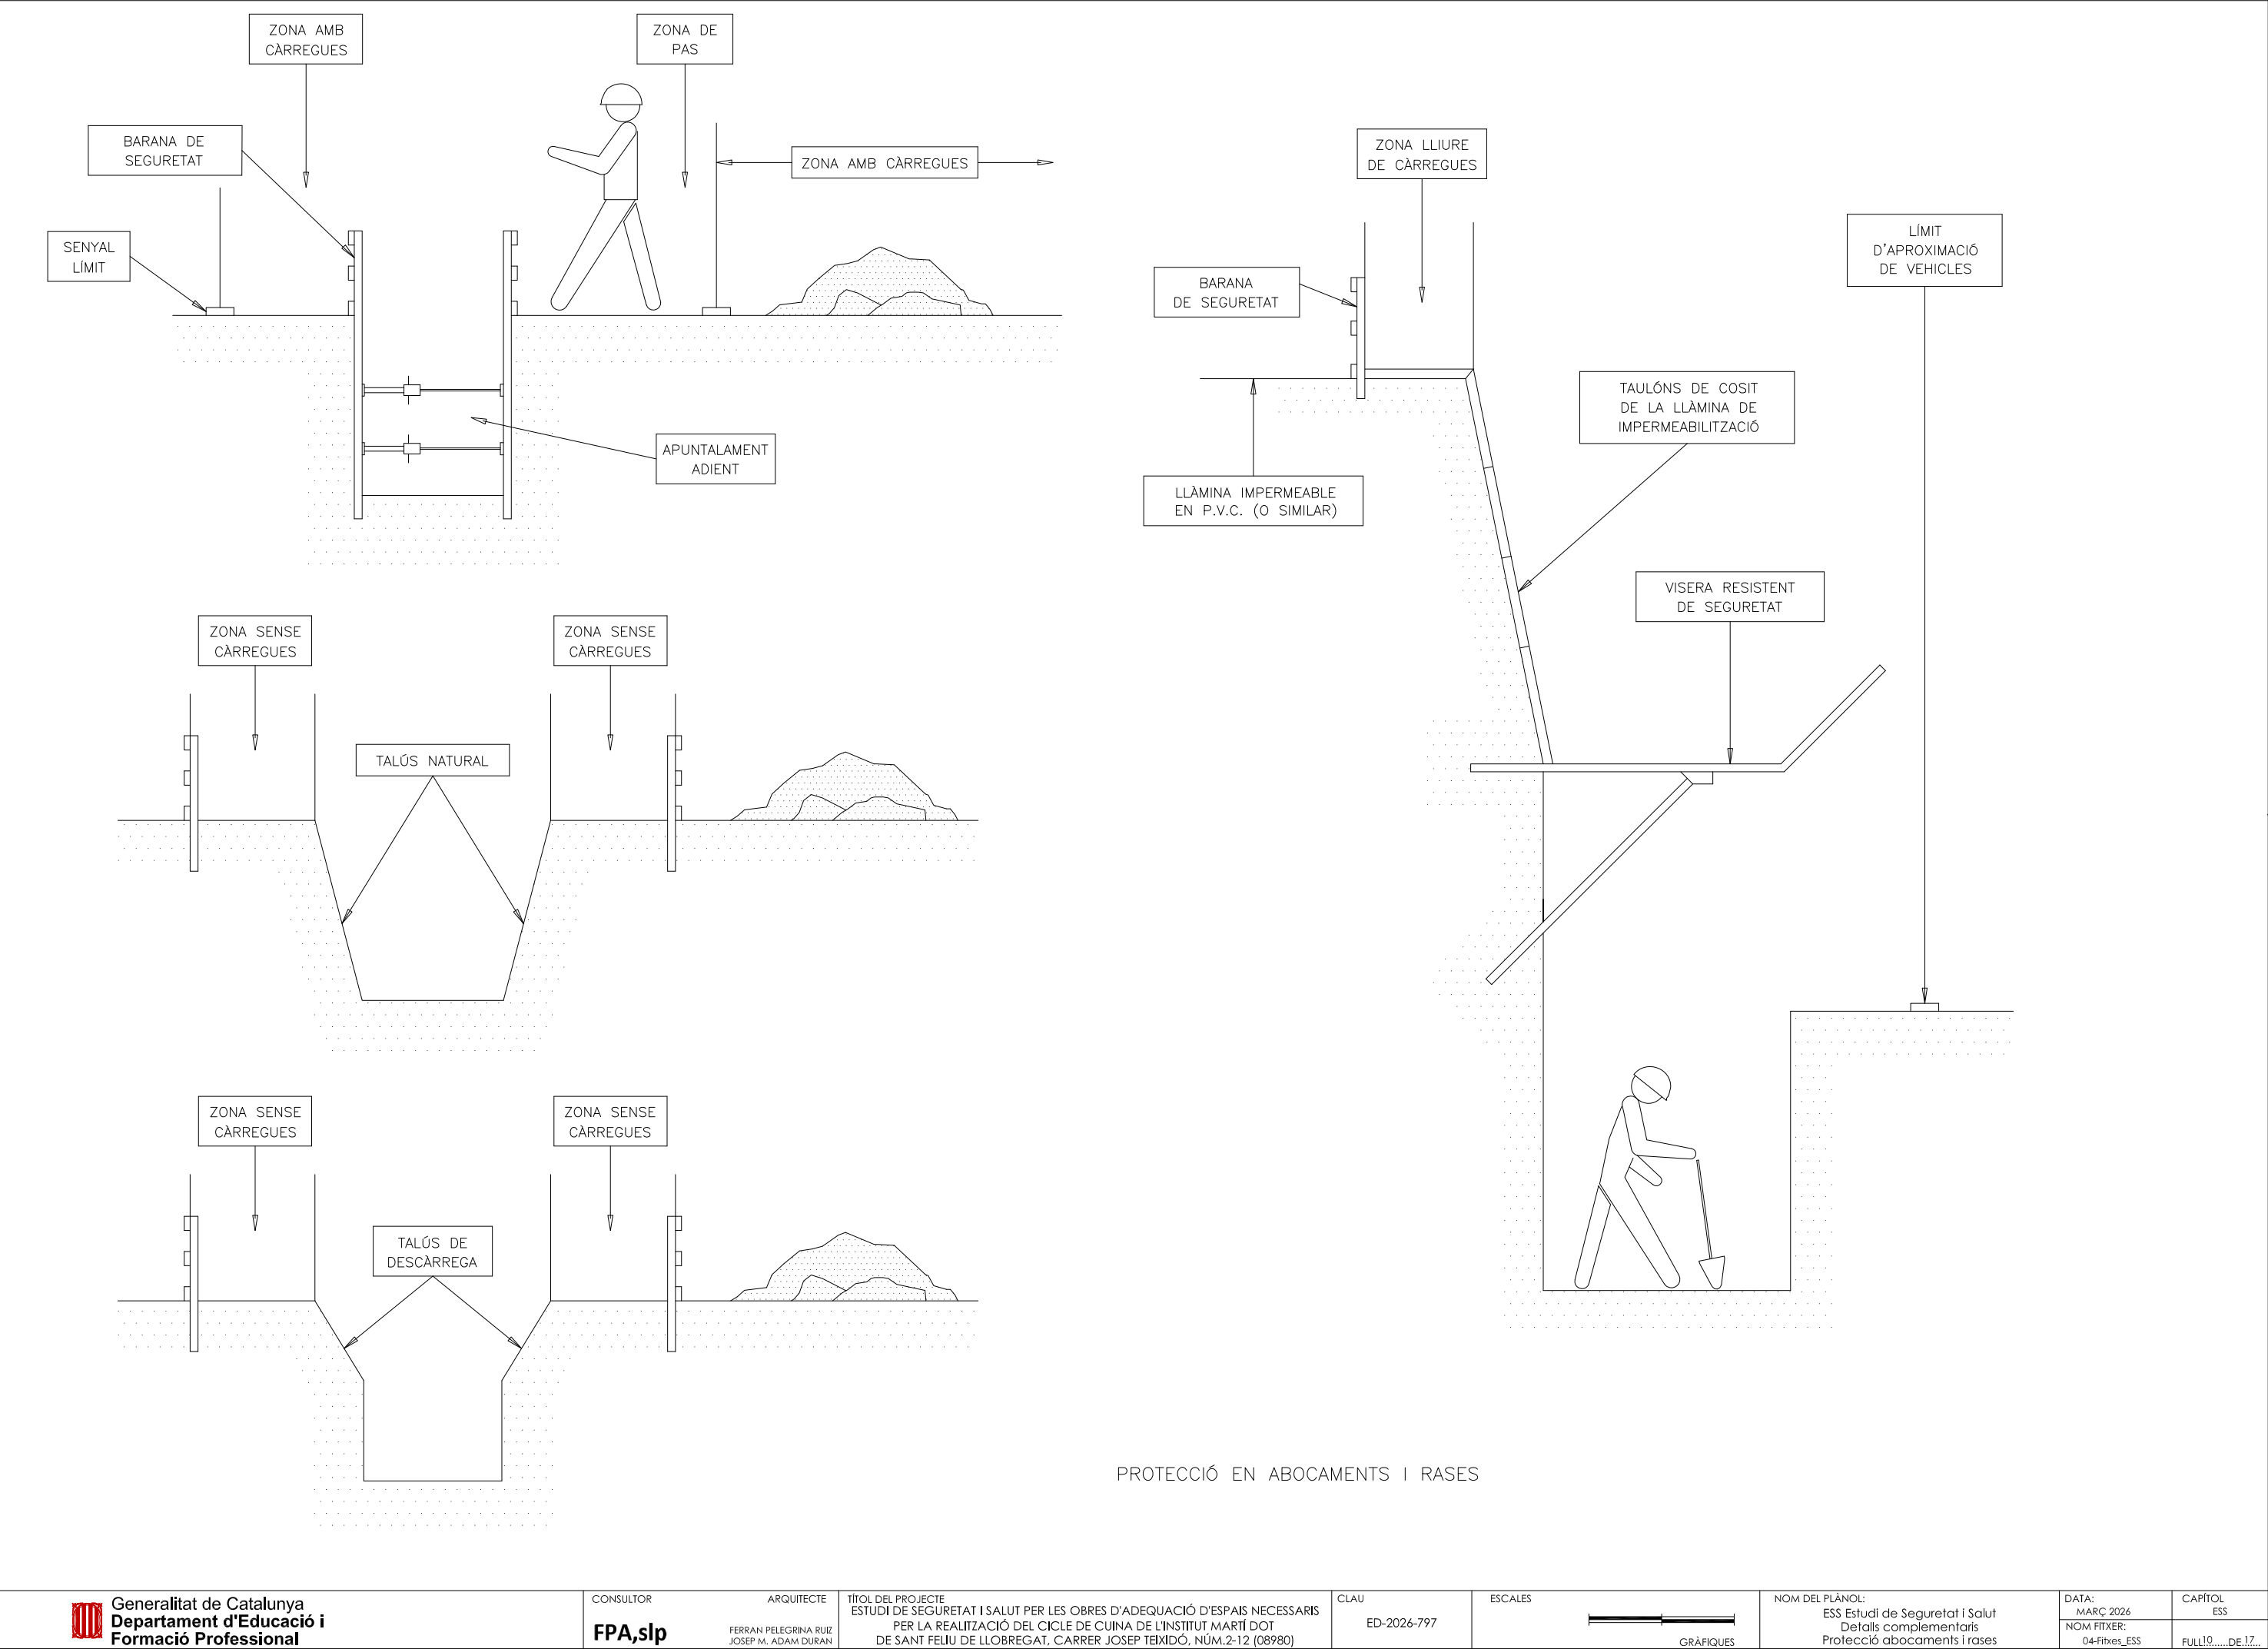 ZONA AMB
CÀRREGUES
ZONA DE
PAS
BARANA DE
SEGURETAT
ZONA AMB CÀRREGUES
SENYAL
LÍMIT
APUNTALAMENT
ADIENT
ZONA SENSE
CÀRREGUES
ZONA SENSE
CÀRREGUES
TALÚS NATURAL
ZONA SENSE
CÀRREGUES
ZONA SENSE
CÀRREGUES
TALÚS DE
DESCÀRREGA
ZONA LLIURE
DE CÀRREGUES
LÍMIT
D'APROXIMACIÓ
DE VEHICLES
BARANA
DE SEGURETAT
TAULÓNS DE COSIT
DE LA LLÀMINA DE
IMPERMEABILITZACIÓ
LLÀMINA IMPERMEABLE
EN P.V.C. (O SIMILAR)
VISERA RESISTENT
DE SEGURETAT
PROTECCIÓ EN ABOCAMENTS I RASES
Generalitat de Catalunya
Departament d'Educació i
Formació Professional
CONSULTOR
FPA,slp
ARQUITECTE
FERRAN PELEGRINA RUIZ
JOSEP M. ADAM DURAN
TÍTOL DEL PROJECTE
ESTUDI DE SEGURETAT I SALUT PER LES OBRES D'ADEQUACIÓ D'ESPAIS NECESSARIS
PER LA REALITZACIÓ DEL CICLE DE CUINA DE L'INSTITUT MARTÍ DOT
DE SANT FELIU DE LLOBREGAT, CARRER JOSEP TEIXIDÓ, NÚM.2-12 (08980)
CLAU
ED-2026-797
ESCALES
GRÀFIQUES
NOM DEL PLÀNOL:
ESS Estudi de Seguretat i Salut
Detalls complementaris
Protecció abocaments i rases
DATA:
MARÇ 2026
NOM FITXER:
04-Fitxes_ESS
CAPÍTOL
ESS
FULL10......DE.17...